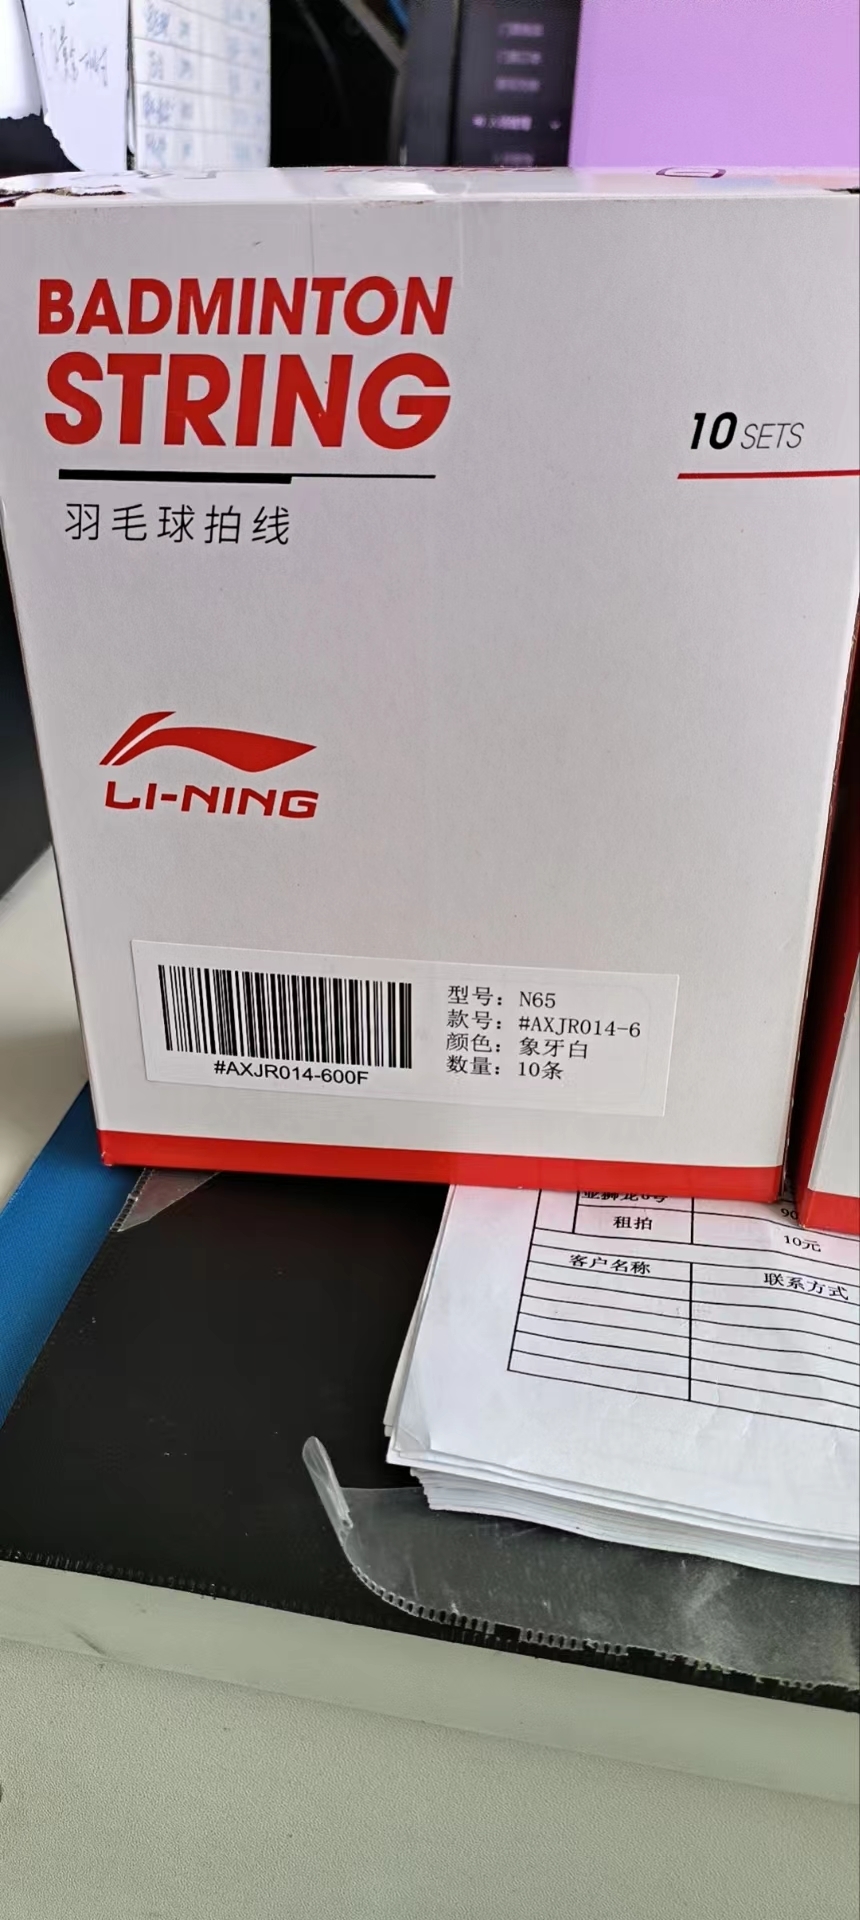 BADMINTON
STRING
10 SETS
羽毛球拍线
LI-NING
型号: N65
款号: #AXJR014-6
颜色: 象牙白
数量: 10条
#AXJR014-600F
租拍
10元
客户名称
联系方式